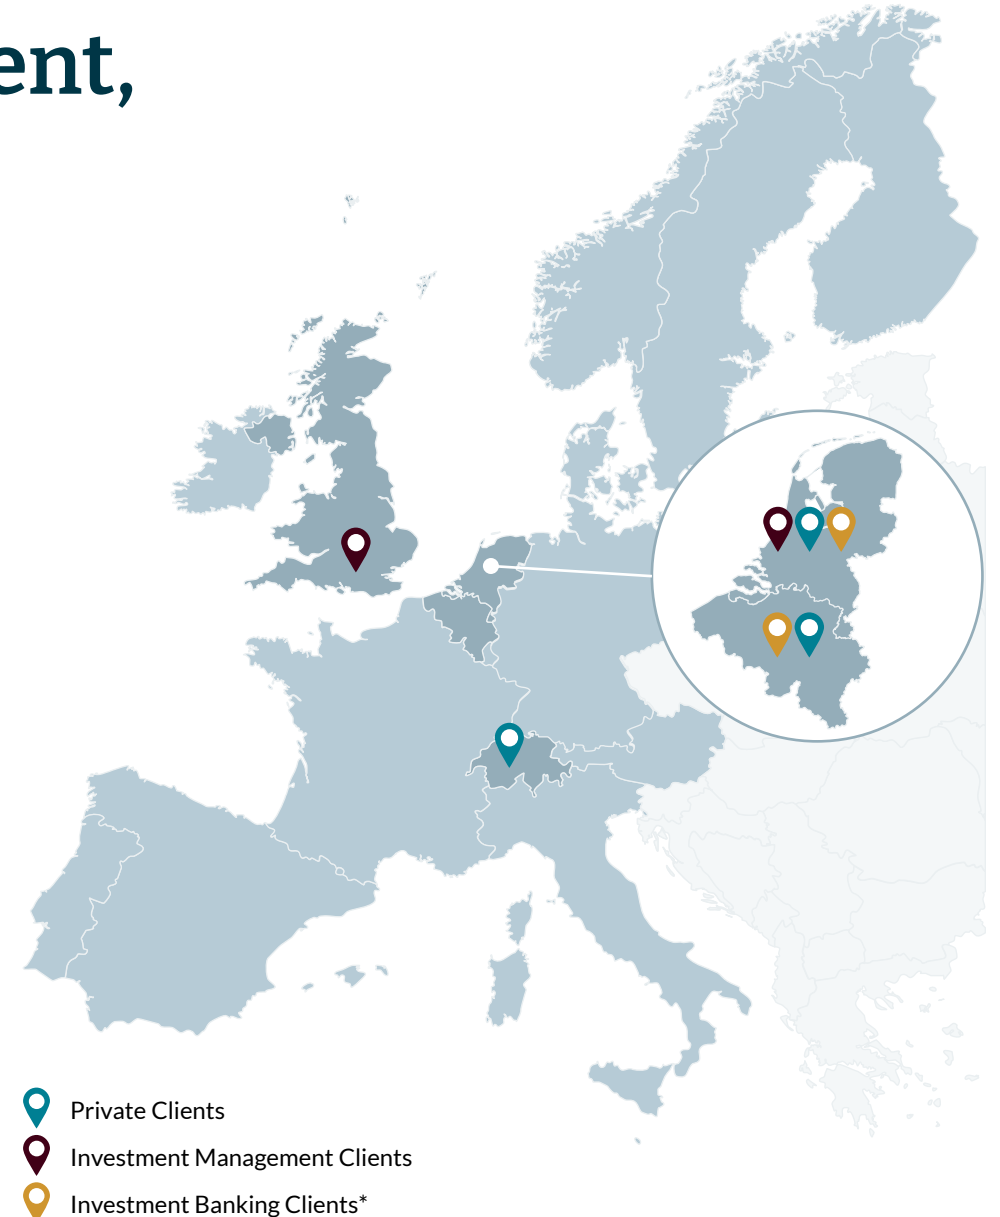 ent,
Private Clients
Investment Management Clients
Investment Banking Clients*